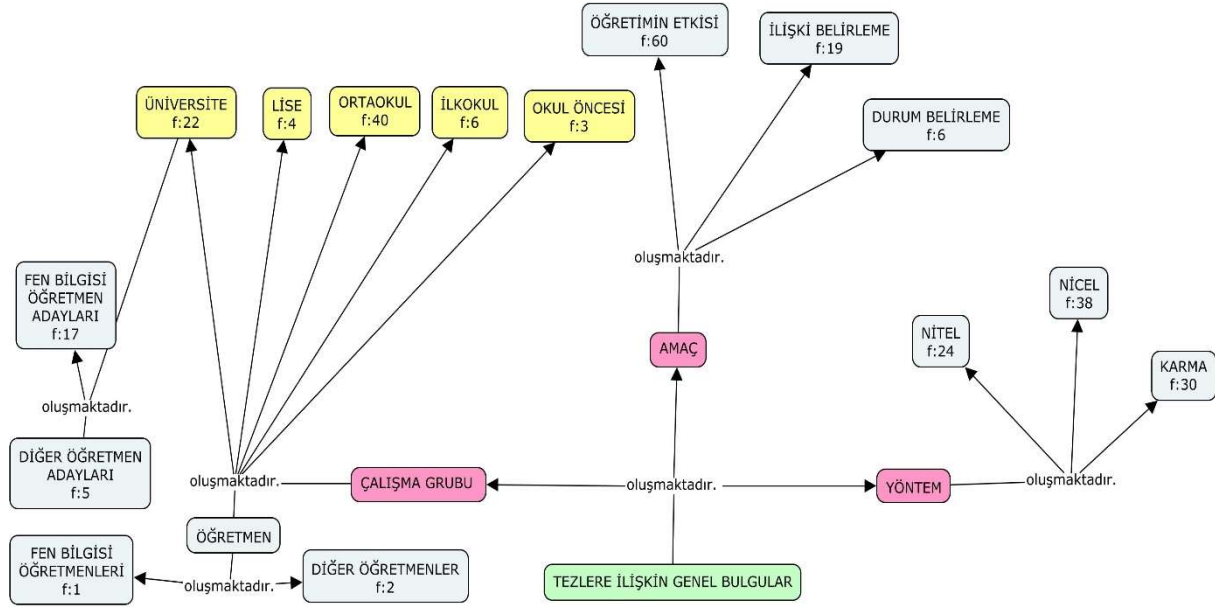 ÖĞRETİMİN ETKİSİ
f:60
İLİŞKİ BELİRLEME
f:19
ÜNİVERSİTE
f:22
LİSE
f:4
ORTAOKUL
f:40
İLKOKUL
f:6
OKUL ÖNCESİ
f:3
DURUM BELİRLEME
f:6
oluşmaktadır.
FEN BİLGİSİ
ÖĞRETMEN
ADAYLARI
f:17
NİCEL
f:38
NİTEL
f:24
AMAÇ
KARMA
f:30
oluşmaktadır.
DİĞER ÖĞRETMEN
ADAYLARI
f:5
oluşmaktadır.
ÇALIŞMA GRUBU
oluşmaktadır.
YÖNTEM
oluşmaktadır.
ÖĞRETMEN
FEN BİLGİSİ
ÖĞRETMENLERİ
f:1
oluşmaktadır.
DİĞER ÖĞRETMENLER
f:2
TEZLERE İLİŞKİN GENEL BULGULAR